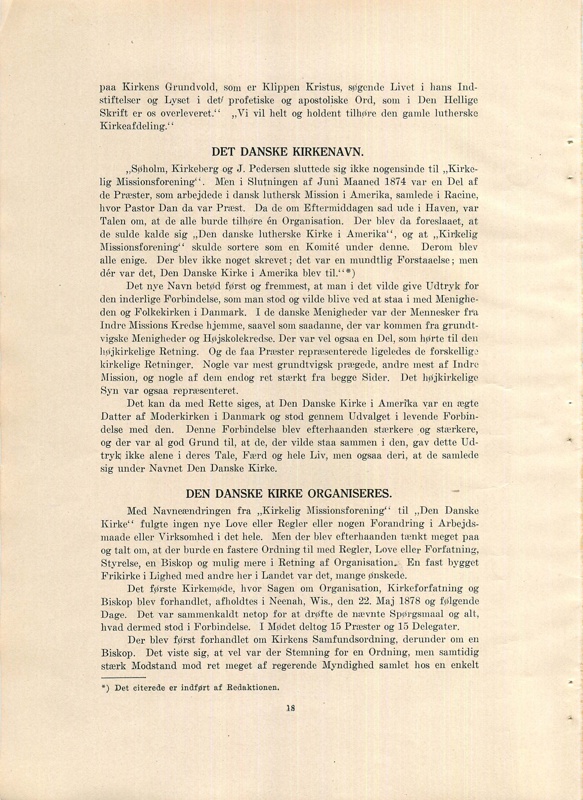 paa Kirkens Grundvold, som er Klippen Kristus, søgende Livet i hans Ind-
stiftelser og Lyset i det profetiske og apostoliske Ord, som i Den Hellige
Skrift er os overleveret.“ „Vi vil helt og holdent tilhøre den gamle lutherske
Kirkeafdeling.“
DET DANSKE KIRKENAVN.
„Søholm, Kirkeberg og J. Pedersen sluttede sig ikke nogensinde til „Kirke-
lig Missionsforening“. Men i Slutningen af Juni Maaned 1874 var en Del af
de Præster, som arbejdede i dansk luthersk Mission i Amerika, samlede i Racine,
hvor Pastor Dan da var Præst. Da de om Eftermiddagen sad ude i Haven, var
Talen om, at de alle burde tilhøre én Organisation. Der blev da foreslaaet, at
de sulde kalde sig „Den danske lutherske Kirke i Amerika“, og at „Kirkelig
Missionsforening“ skulde sortere som en Komité under denne. Derom blev
alle enige. Der blev ikke noget skrevet; det var en mundtlig Forstaaelse; men
dér var det, Den Danske Kirke i Amerika blev til.“*)
Det nye Navn betød først og fremmest, at man i det vilde give Udtryk for
den inderlige Forbindelse, som man stod og vilde blive ved at staa i med Menighe-
den og Folkekirken i Danmark. I de danske Menigheder var der Mennesker fra
Indre Missions Kredse hjemme, saavel som saadanne, der var kommen fra grundt-
vigske Menigheder og Højskolekredse. Der var vel ogsaa en Del, som hørte til den
højkirkelige Retning. Og de faa Præster repræsenterede ligeledes de forskellige
kirkelige Retninger. Nogle var mest grundtvigsk prægede, andre mest af Indre
Mission, og nogle af dem endog ret stærkt fra begge Sider. Det højkirkelige
Syn var ogsaa repræsenteret.
Det kan da med Rette siges, at Den Danske Kirke i Amerika var en ægte
Datter af Moderkirken i Danmark og stod gennem Udvalget i levende Forbin-
delse med den. Denne Forbindelse blev efterhaanden stærkere og stærkere,
og der var al god Grund til, at de, der vilde staa sammen i den, gav dette Ud-
tryk ikke alene i deres Tale, Færd og hele Liv, men ogsaa deri, at de samlede
sig under Navnet Den Danske Kirke.
DEN DANSKE KIRKE ORGANISERES.
Med Navneændringen fra „Kirkelig Missionsforening“ til „Den Danske
Kirke“ fulgte ingen nye Love eller Regler eller nogen Forandring i Arbejds-
maade eller Virksomhed i det hele. Men der blev efterhaanden tænkt meget paa
og talt om, at der burde en fastere Ordning til med Regler, Love eller Forfatning,
Styrelse, en Biskop og mulig mere i Retning af Organisation. En fast bygget
Frikirke i Lighed med andre her i Landet var det, mange ønskede.
Det første Kirkemøde, hvor Sagen om Organisation, Kirkeforfatning og
Biskop blev forhandlet, afholdtes i Neenah, Wis., den 22. Maj 1878 og følgende
Dage. Det var sammenkaldt netop for at drøfte de nævnte Spørgsmaal og alt,
hvad dermed stod i Forbindelse. I Mødet deltog 15 Præster og 15 Delegater.
Der blev først forhandlet om Kirkens Samfundsordning, derunder om en
Biskop. Det viste sig, at vel var der Stemning for en Ordning, men samtidig
stærk Modstand mod ret meget af regerende Myndighed samlet hos en enkelt
*) Det citerede er indført af Redaktionen.
18